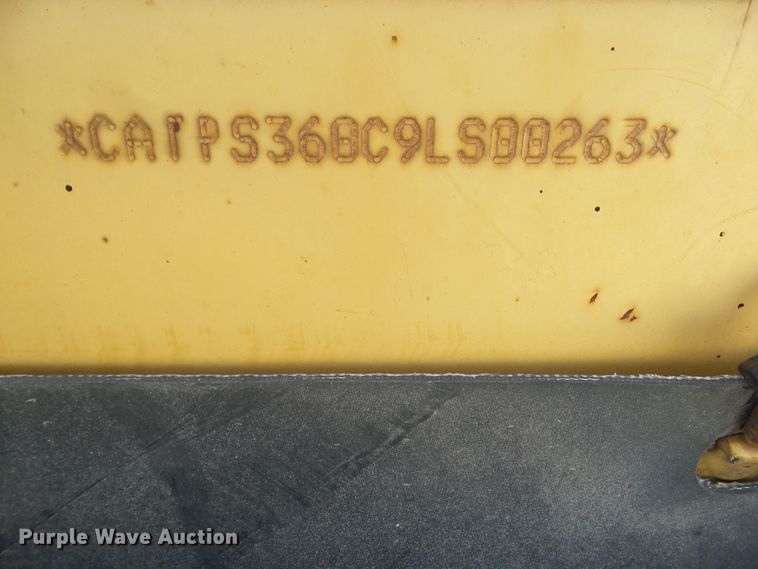 *CATPS360C9LS00263*
Purple Wave Auction